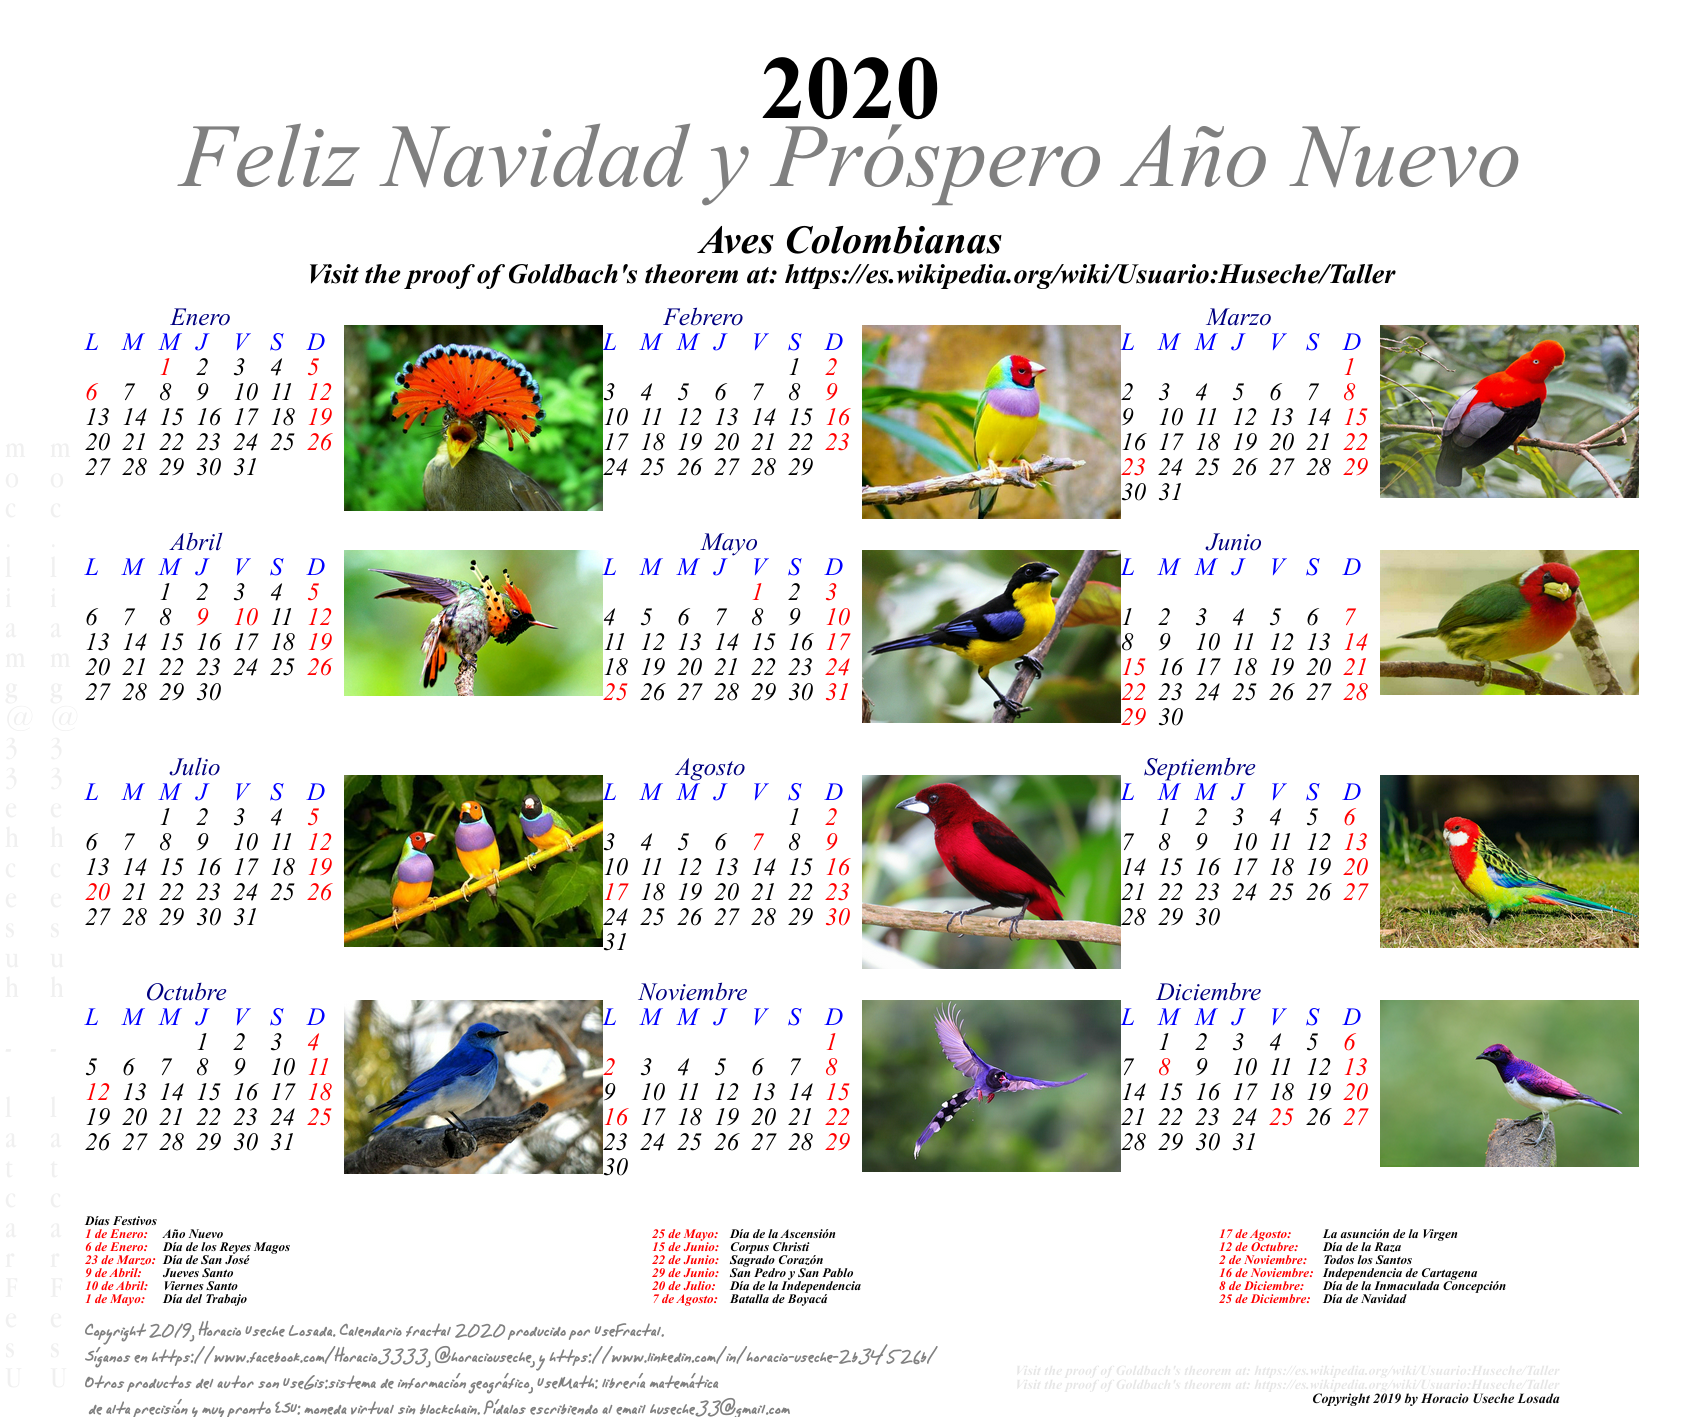 2020
Feliz Navidad y Próspero Año Nuevo
Aves Colombianas
Visit the proof of Goldbach's theorem at: https://es.wikipedia.org/wiki/Usuario:Huseche/Taller
Enero
L M M J V S D
1 2 3 4 5
6 7 8 9 10 11 12
13 14 15 16 17 18 19
20 21 22 23 24 25 26
27 28 29 30 31
Febrero
L M M J V S D
1 2
3 4 5 6 7 8 9
10 11 12 13 14 15 16
17 18 19 20 21 22 23
24 25 26 27 28 29
Marzo
L M M J V S D
1
2 3 4 5 6 7 8
9 10 11 12 13 14 15
16 17 18 19 20 21 22
23 24 25 26 27 28 29
30 31
Abril
L M M J V S D
1 2 3 4 5
6 7 8 9 10 11 12
13 14 15 16 17 18 19
20 21 22 23 24 25 26
27 28 29 30
Mayo
L M M J V S D
1 2 3
4 5 6 7 8 9 10
11 12 13 14 15 16 17
18 19 20 21 22 23 24
25 26 27 28 29 30 31
Junio
L M M J V S D
1 2 3 4 5 6 7
8 9 10 11 12 13 14
15 16 17 18 19 20 21
22 23 24 25 26 27 28
29 30
Julio
L M M J V S D
1 2 3 4 5
6 7 8 9 10 11 12
13 14 15 16 17 18 19
20 21 22 23 24 25 26
27 28 29 30 31
Agosto
L M M J V S D
1 2
3 4 5 6 7 8 9
10 11 12 13 14 15 16
17 18 19 20 21 22 23
24 25 26 27 28 29 30
31
Septiembre
L M M J V S D
1 2 3 4 5 6
7 8 9 10 11 12 13
14 15 16 17 18 19 20
21 22 23 24 25 26 27
28 29 30
Octubre
L M M J V S D
1 2 3 4
5 6 7 8 9 10 11
12 13 14 15 16 17 18
19 20 21 22 23 24 25
26 27 28 29 30 31
Noviembre
L M M J V S D
1
2 3 4 5 6 7 8
9 10 11 12 13 14 15
16 17 18 19 20 21 22
23 24 25 26 27 28 29
30
Diciembre
L M M J V S D
1 2 3 4 5 6
7 8 9 10 11 12 13
14 15 16 17 18 19 20
21 22 23 24 25 26 27
28 29 30 31
Días Festivos
1 de Enero: Año Nuevo
6 de Enero: Día de los Reyes Magos
23 de Marzo: Día de San José
9 de Abril: Jueves Santo
10 de Abril: Viernes Santo
1 de Mayo: Día del Trabajo
25 de Mayo: Día de la Ascensión
15 de Junio: Corpus Christi
22 de Junio: Sagrado Corazón
29 de Junio: San Pedro y San Pablo
20 de Julio: Día de la Independencia
7 de Agosto: Batalla de Boyacá
17 de Agosto: La asunción de la Virgen
12 de Octubre: Día de la Raza
2 de Noviembre: Todos los Santos
16 de Noviembre: Independencia de Cartagena
8 de Diciembre: Día de la Inmaculada Concepción
25 de Diciembre: Día de Navidad
Copyright 2019, Horacio Useche Losada. Calendario fractal 2020 producido por UseFractal.
Síganos en https://www.facebook.com/Horacio3333, @horaciouseche, y https://www.linkedin.com/in/horacio-useche-2b34526b/
Otros productos del autor son UseGis:sistema de información geográfico, UseMath: librería matemática
de alta precisión y muy pronto ESU: moneda virtual sin blockchain. Pídalos escribiendo al email huseche33@gmail.com
Visit the proof of Goldbach's theorem at: https://es.wikipedia.org/wiki/Usuario:Huseche/Taller
Visit the proof of Goldbach's theorem at: https://es.wikipedia.org/wiki/Usuario:Huseche/Taller
Copyright 2019 by Horacio Useche Losada
UseFractal - huseche33@gmail.com
UseFractal - huseche33@gmail.com